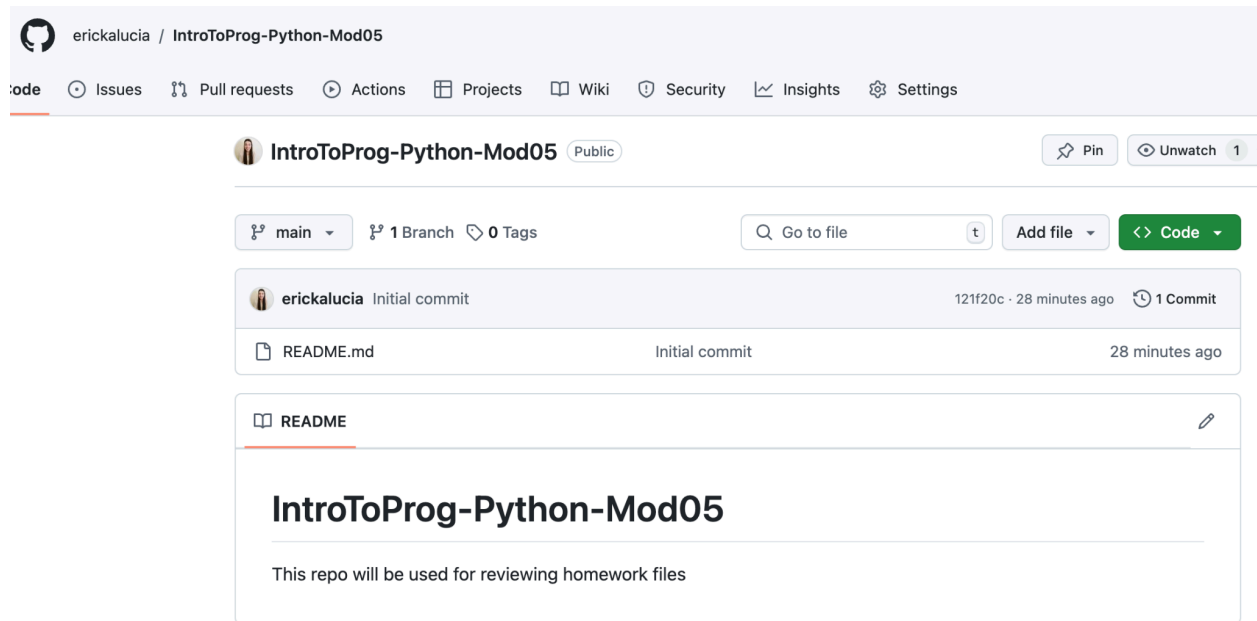 erickalucia / IntroToProg-Python-Mod05
ode Issues Pull requests Actions Projects Wiki Security Insights Settings
IntroToProg-Python-Mod05 Public Pin Unwatch 1
main 1 Branch 0 Tags Go to file t Add file Code
erickalucia Initial commit 121f20c · 28 minutes ago 1 Commit
README.md Initial commit 28 minutes ago
README
IntroToProg-Python-Mod05
This repo will be used for reviewing homework files